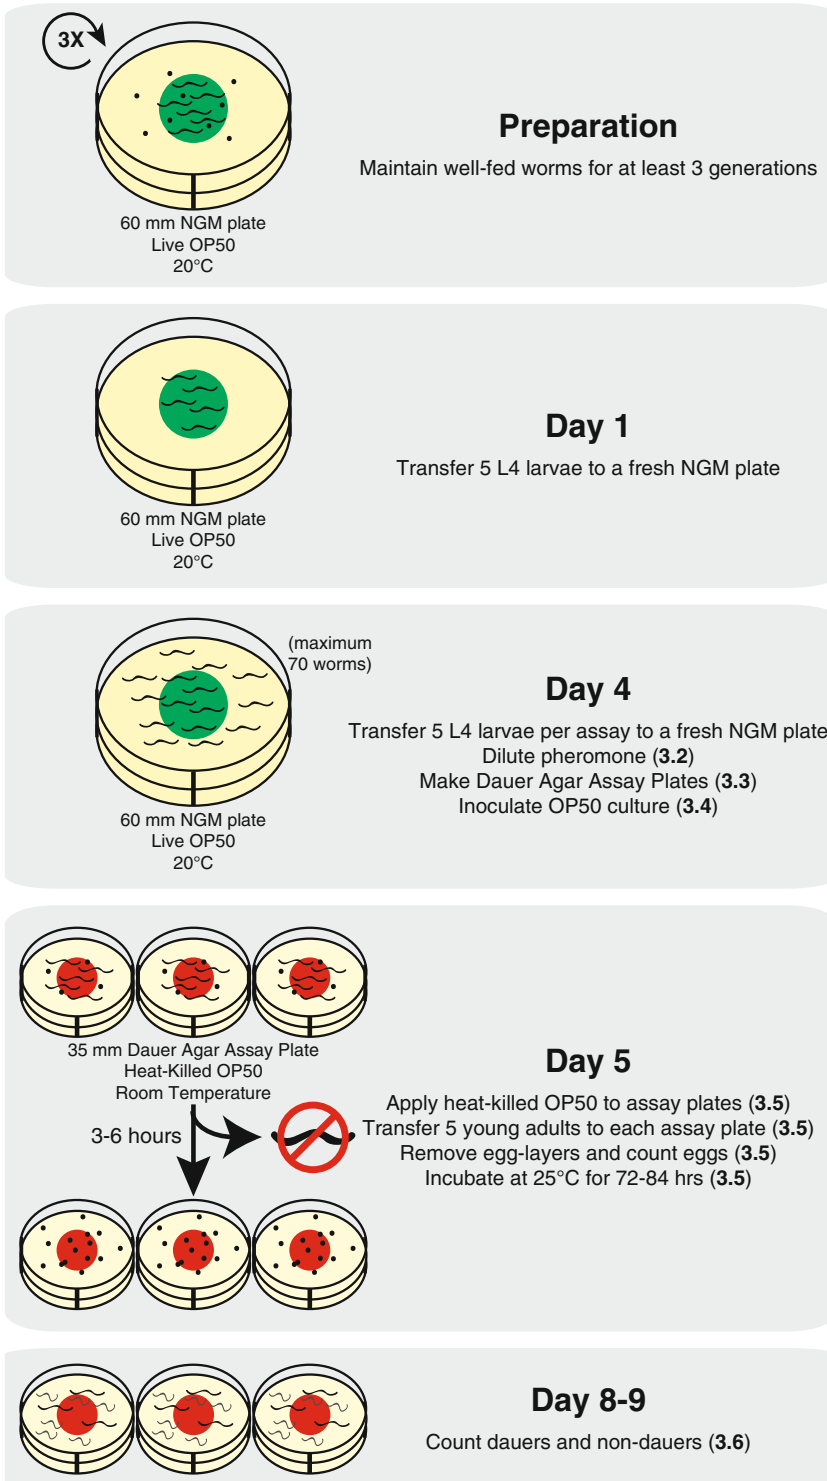 3X
60 mm NGM plate
Live OP50
20°C
Preparation
Maintain well-fed worms for at least 3 generations
60 mm NGM plate
Live OP50
20°C
Day 1
Transfer 5 L4 larvae to a fresh NGM plate
(maximum
70 worms)
60 mm NGM plate
Live OP50
20°C
Day 4
Transfer 5 L4 larvae per assay to a fresh NGM plate
Dilute pheromone (3.2)
Make Dauer Agar Assay Plates (3.3)
Inoculate OP50 culture (3.4)
35 mm Dauer Agar Assay Plate
Heat-Killed OP50
Room Temperature
3-6 hours
Day 5
Apply heat-killed OP50 to assay plates (3.5)
Transfer 5 young adults to each assay plate (3.5)
Remove egg-layers and count eggs (3.5)
Incubate at 25°C for 72-84 hrs (3.5)
Day 8-9
Count dauers and non-dauers (3.6)